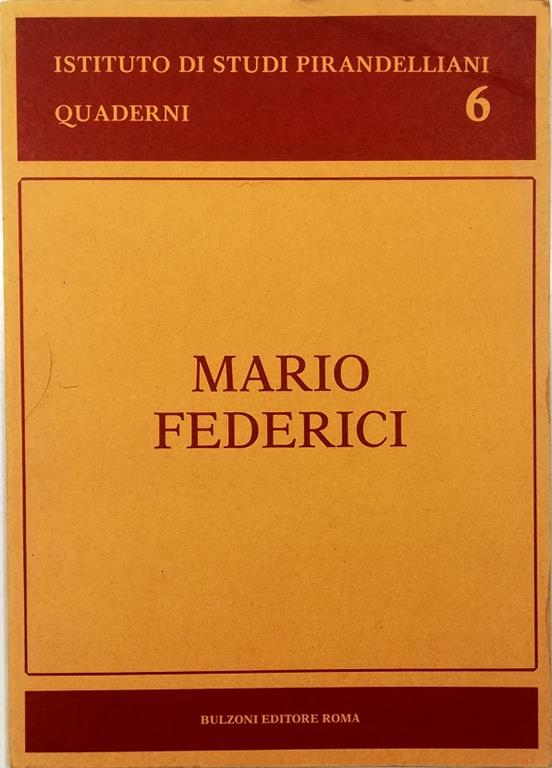 ISTITUTO DI STUDI PIRANDELLIANI
QUADERNI 6
MARIO
FEDERICI
BULZONI EDITORE ROMA